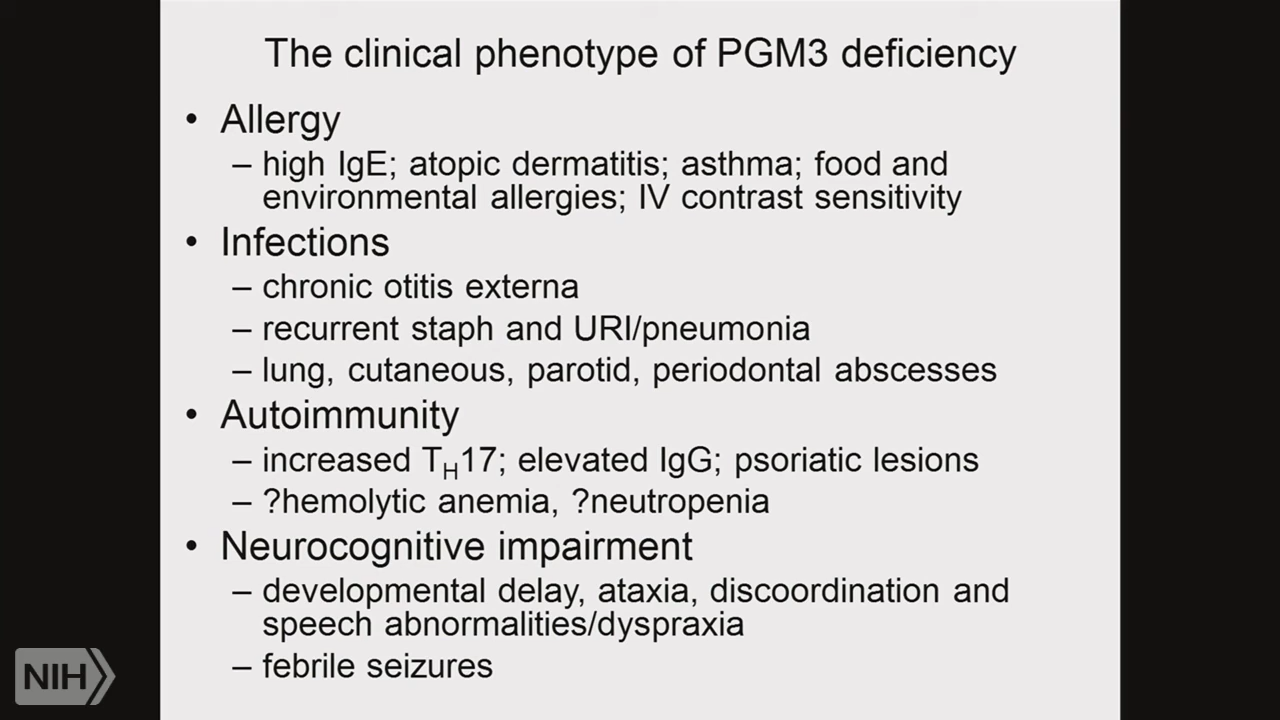 The clinical phenotype of PGM3 deficiency
• Allergy
– high IgE; atopic dermatitis; asthma; food and
environmental allergies; IV contrast sensitivity
• Infections
– chronic otitis externa
– recurrent staph and URI/pneumonia
– lung, cutaneous, parotid, periodontal abscesses
• Autoimmunity
– increased TH17; elevated IgG; psoriatic lesions
– ?hemolytic anemia, ?neutropenia
• Neurocognitive impairment
– developmental delay, ataxia, discoordination and
speech abnormalities/dyspraxia
– febrile seizures
NIH